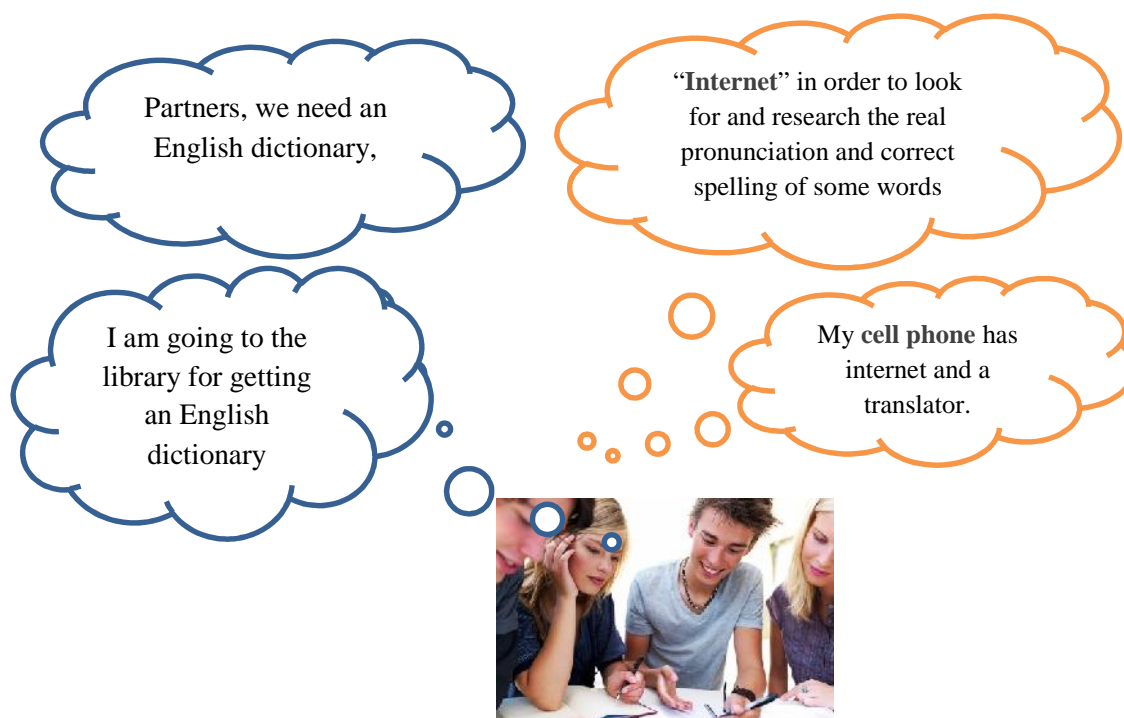 Partners, we need an
English dictionary,
“Internet” in order to look
for and research the real
pronunciation and correct
spelling of some words
I am going to the
library for getting
an English
dictionary
My cell phone has
internet and a
translator.